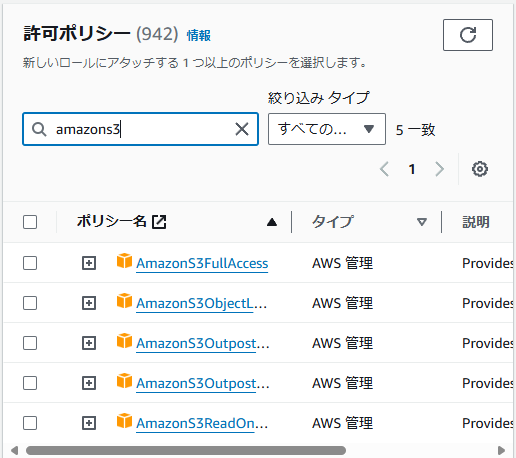 許可ポリシー (942) 情報
新しいロールにアタッチする 1 つ以上のポリシーを選択します。
絞り込み タイプ
amazons3
すべての...
5 一致
1
ポリシー名
タイプ
説明
AmazonS3FullAccess
AWS 管理
Provides
AmazonS3ObjectL...
AWS 管理
Provides
AmazonS3Outpost...
AWS 管理
Provides
AmazonS3Outpost...
AWS 管理
Provides
AmazonS3ReadOn...
AWS 管理
Provides